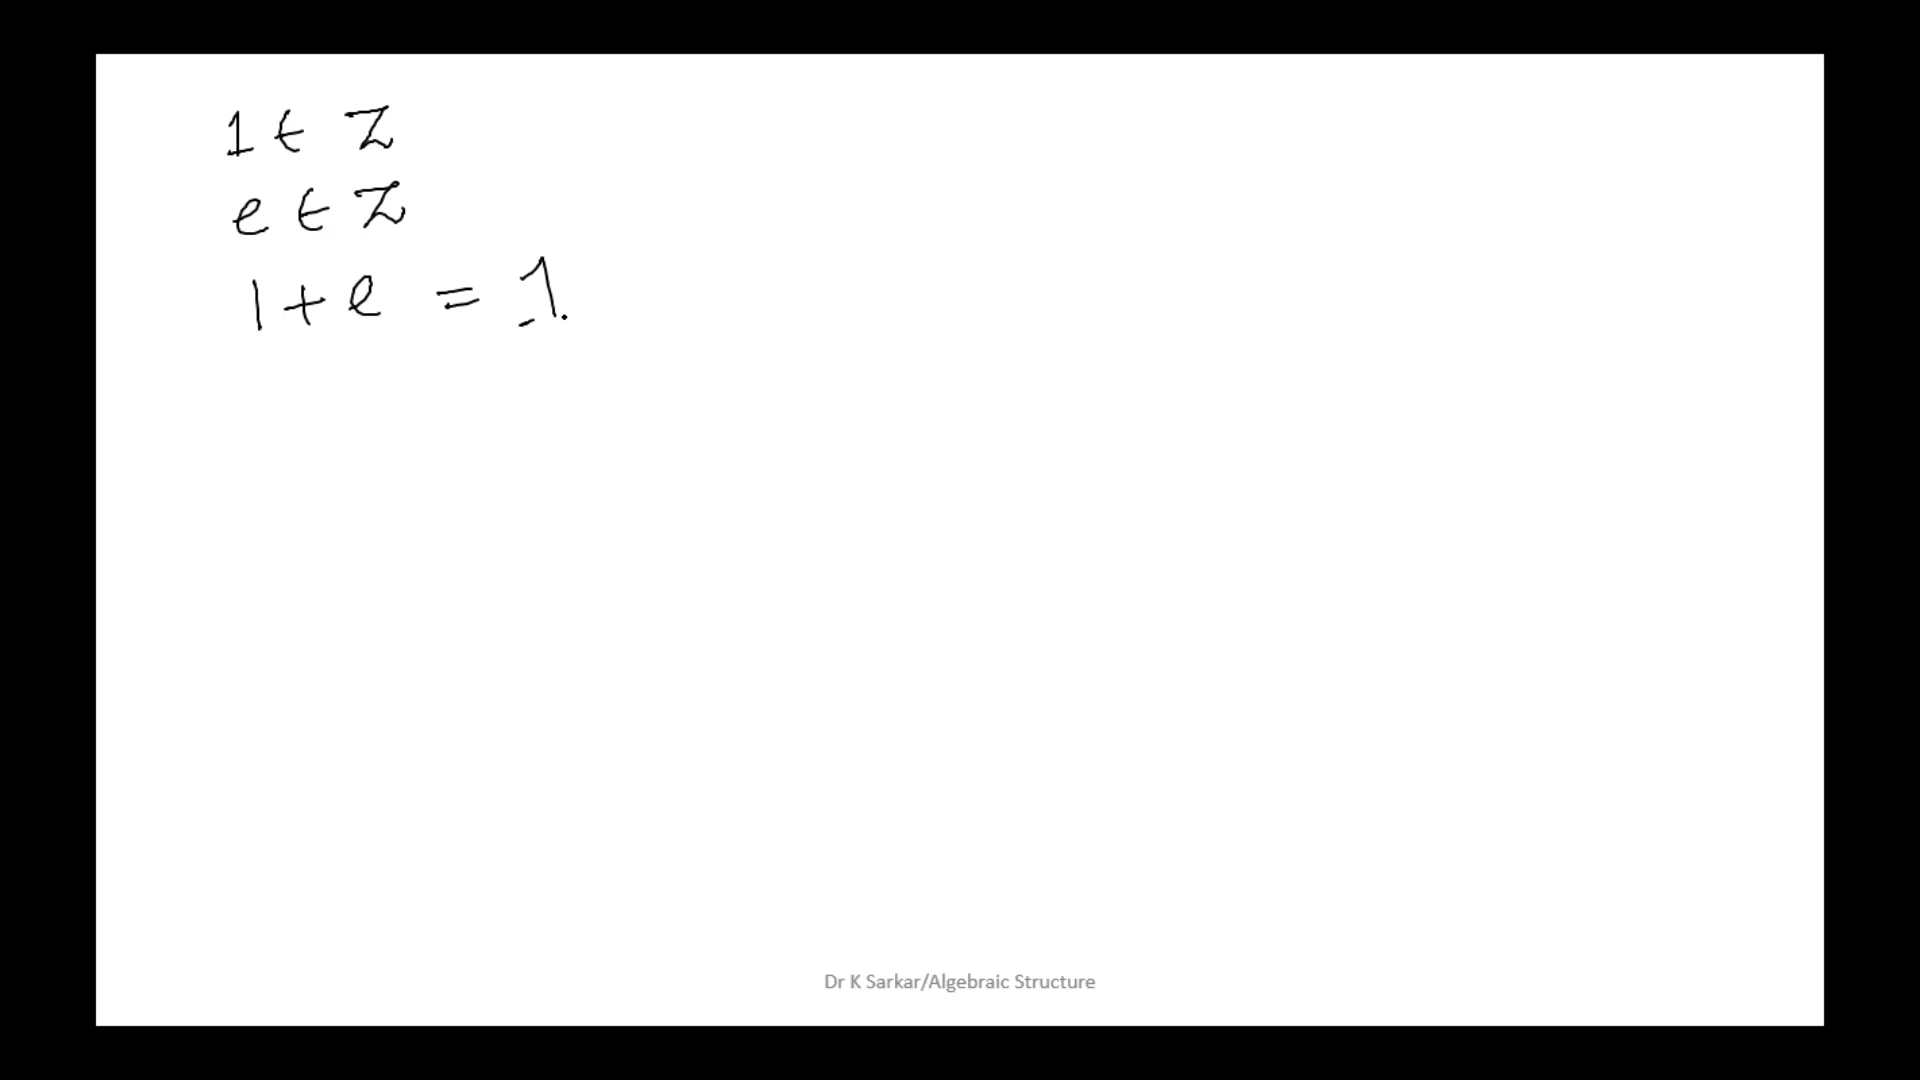 1 ∈ Z
e ∈ Z
1 + e = 1.
Dr K Sarkar/Algebraic Structure